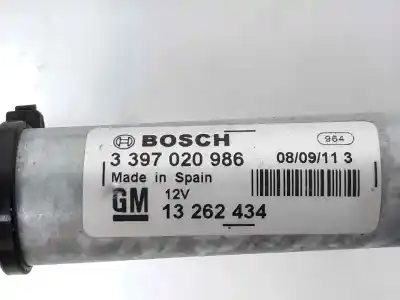 BOSCH
964
3 397 020 986
08/09/11 3
Made in Spain
GM
12V
13 262 434